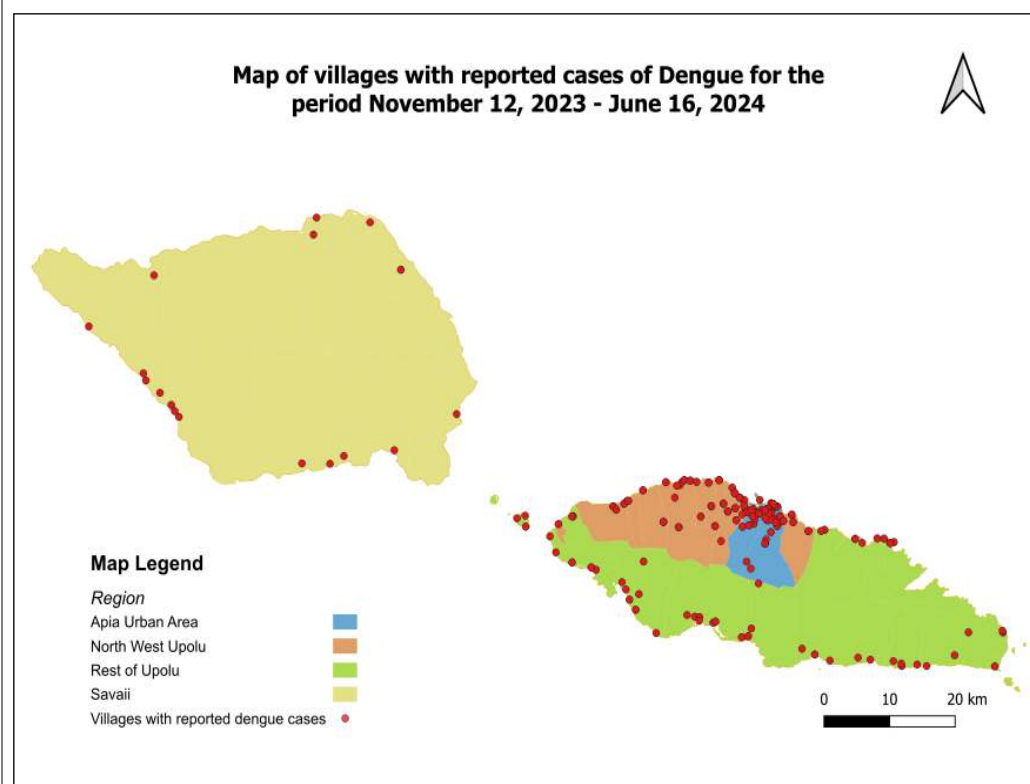 Map of villages with reported cases of Dengue for the
period November 12, 2023 - June 16, 2024
Map Legend
Region
Apia Urban Area
North West Upolu
Rest of Upolu
Savaii
Villages with reported dengue cases
0 10 20 km